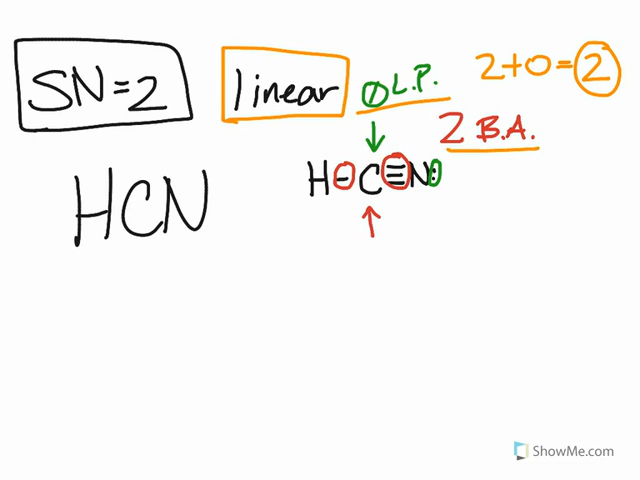 SN=2
linear
0 L.P.
2+0=2
2 B.A.
HCN
H-C≡N:
ShowMe.com